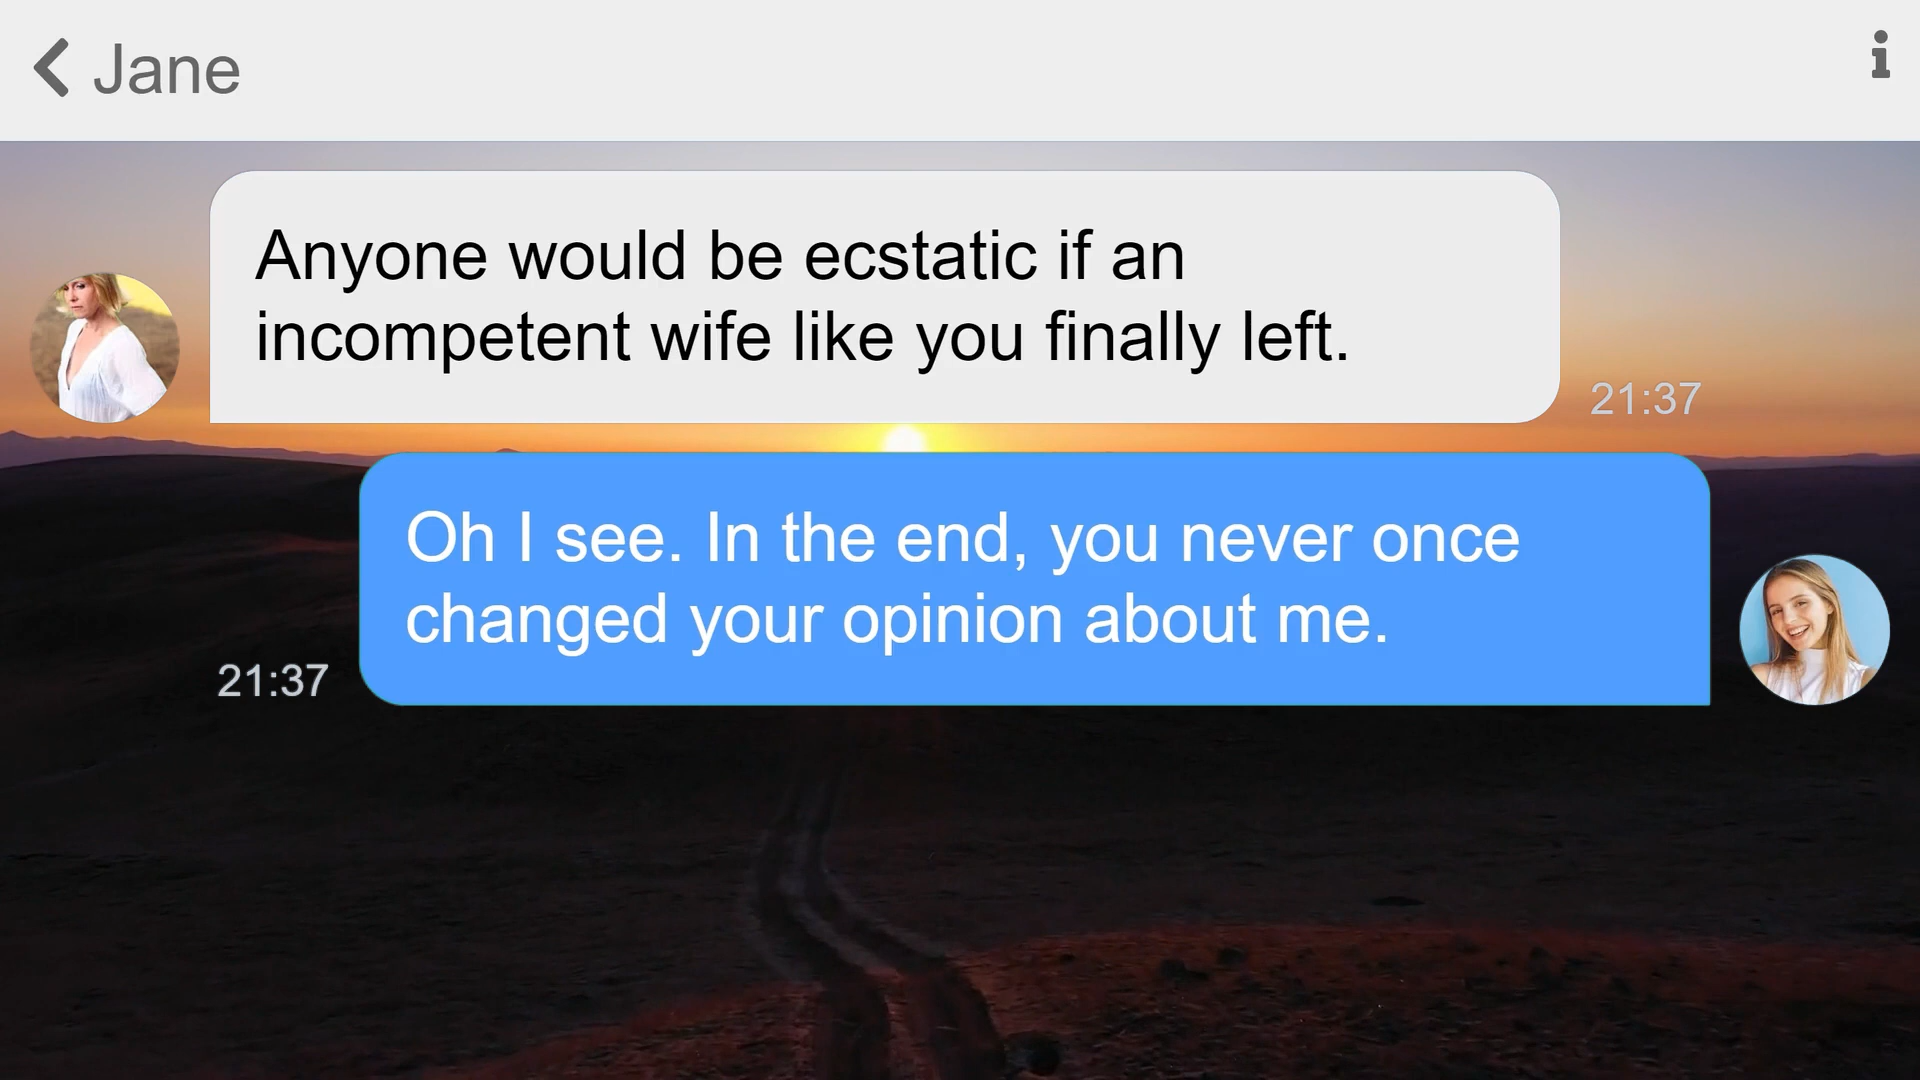 Jane
Anyone would be ecstatic if an
incompetent wife like you finally left.
21:37
Oh I see. In the end, you never once
changed your opinion about me.
21:37